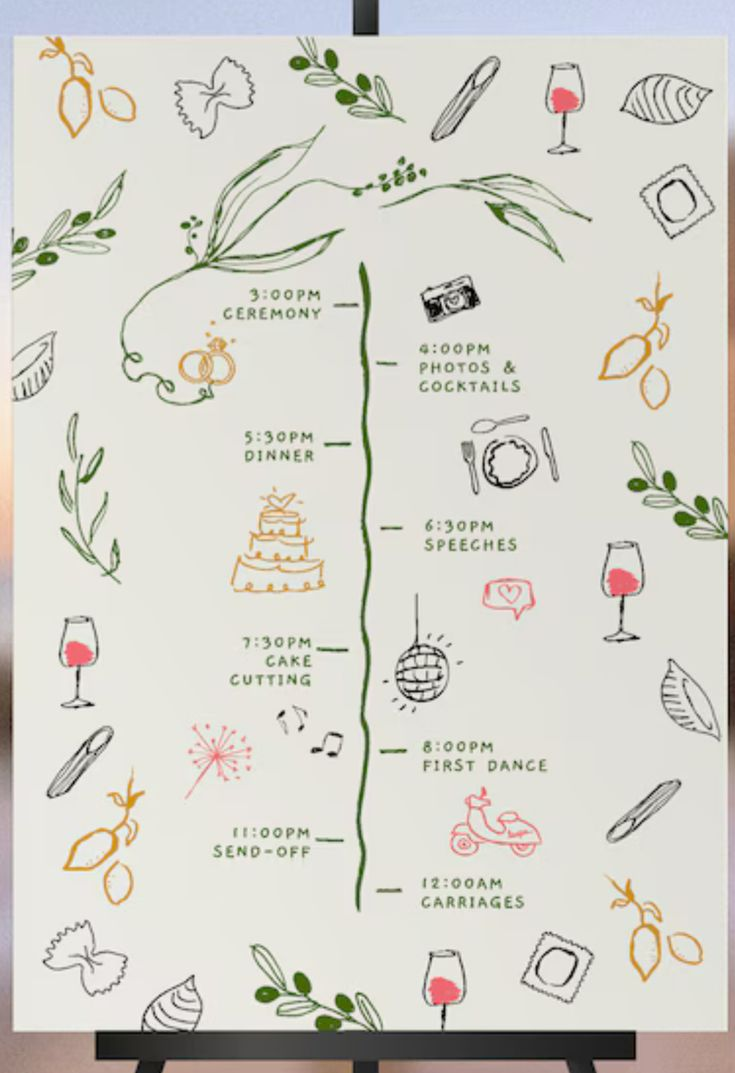 3:00PM
CEREMONY
4:00PM
PHOTOS &
COCKTAILS
5:30PM
DINNER
6:30PM
SPEECHES
7:30PM
CAKE
CUTTING
8:00PM
FIRST DANCE
11:00PM
SEND-OFF
12:00AM
CARRIAGES